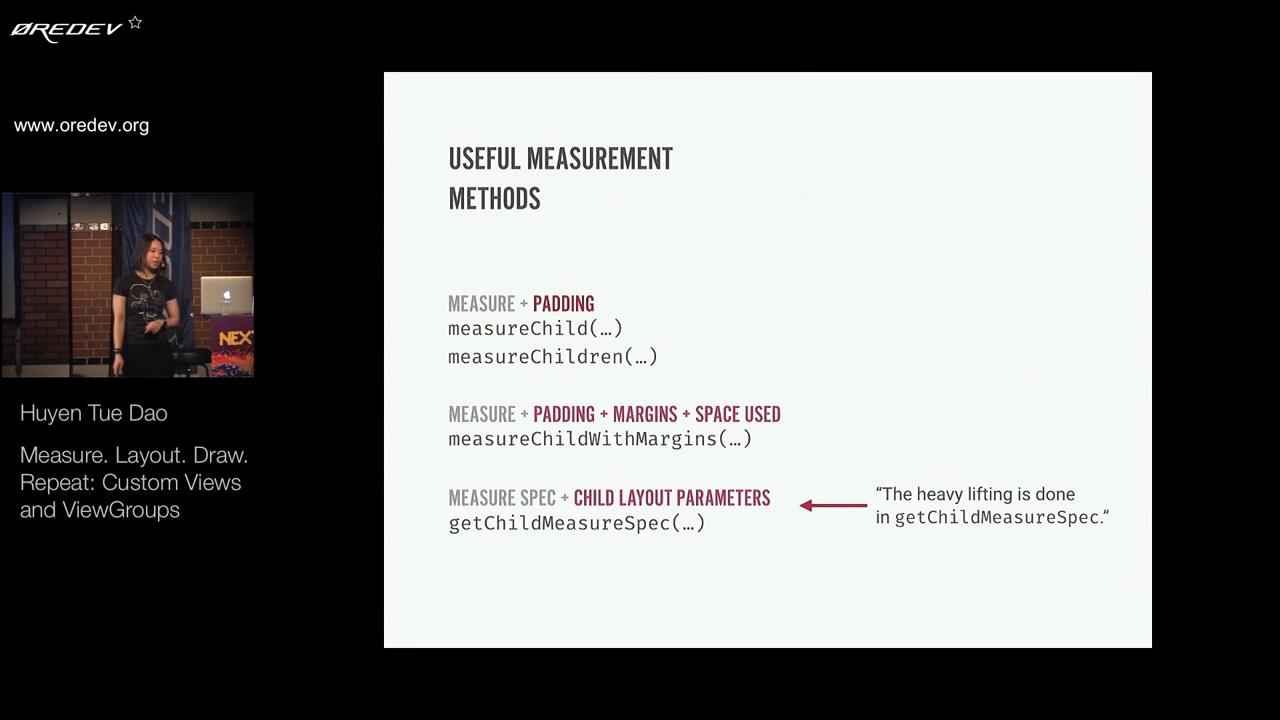 ØREDEV
www.oredev.org
NEXT
Huyen Tue Dao
Measure. Layout. Draw.
Repeat: Custom Views
and ViewGroups
USEFUL MEASUREMENT
METHODS
MEASURE + PADDING
measureChild(…)
measureChildren(…)
MEASURE + PADDING + MARGINS + SPACE USED
measureChildWithMargins(…)
MEASURE SPEC + CHILD LAYOUT PARAMETERS
getChildMeasureSpec(…)
“The heavy lifting is done
in getChildMeasureSpec.”